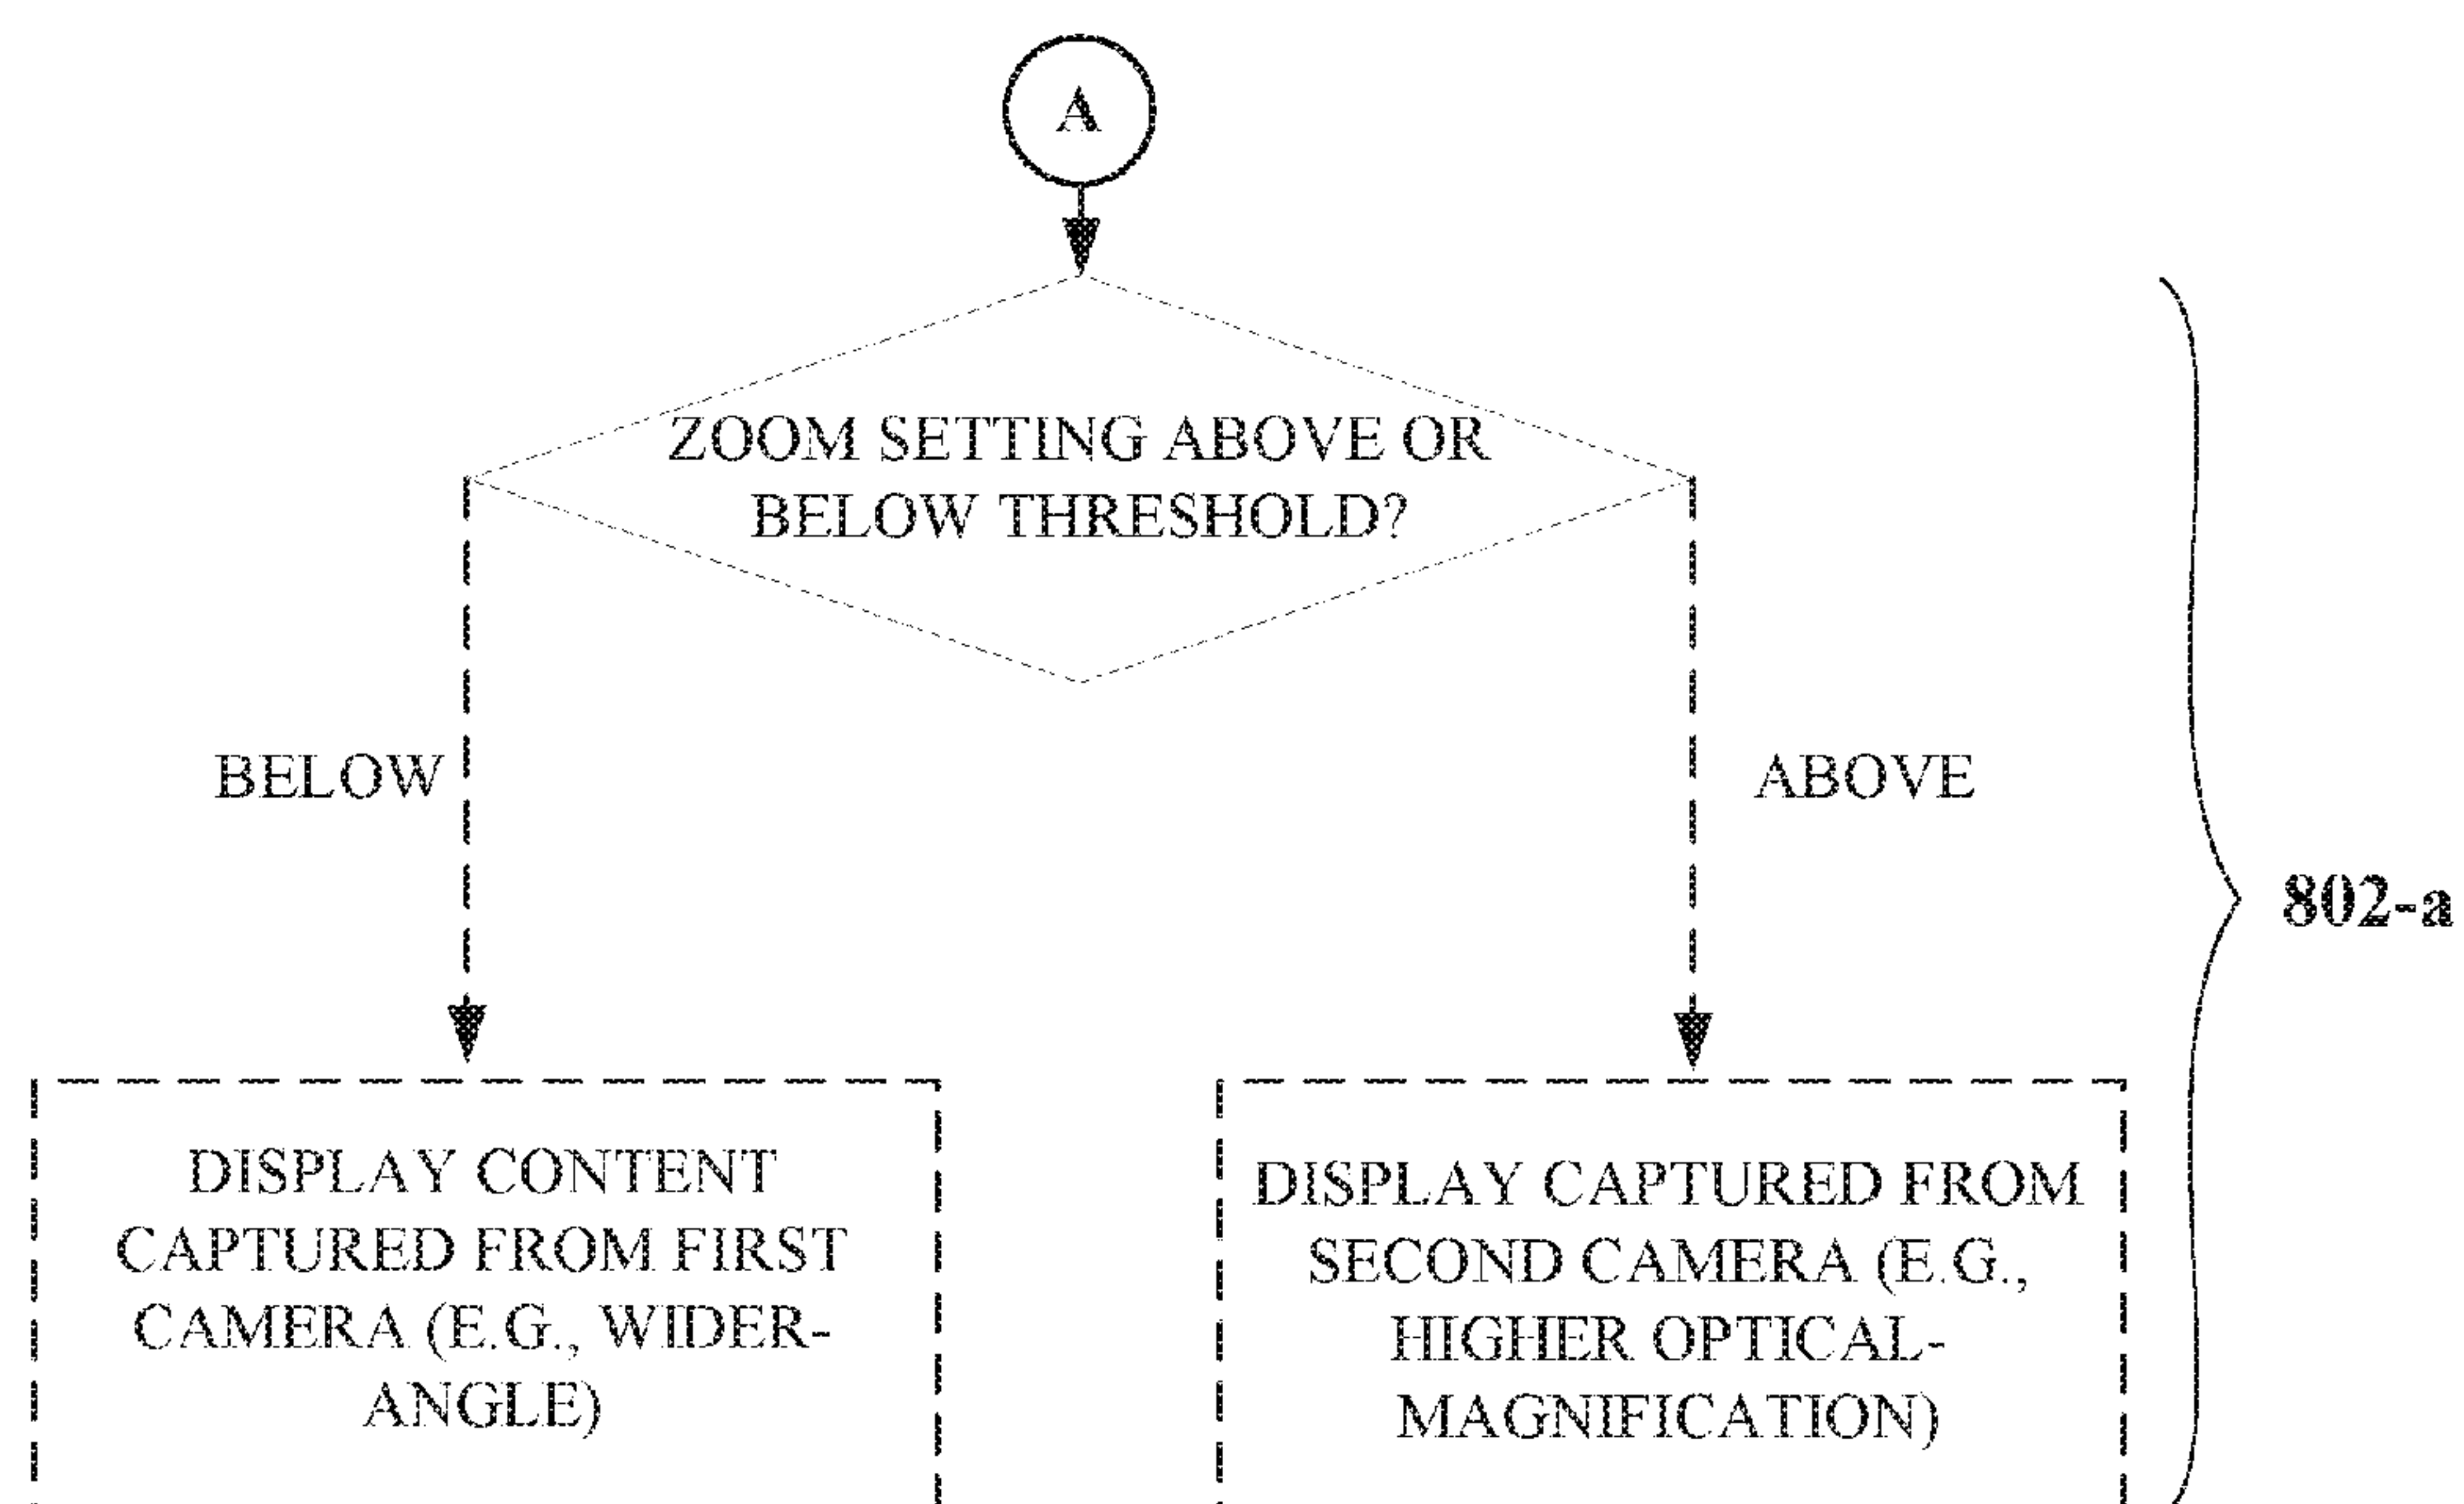 A
ZOOM SETTING ABOVE OR
BELOW THRESHOLD?
BELOW
ABOVE
802-a
DISPLAY CONTENT
CAPTURED FROM FIRST
CAMERA (E.G., WIDER-
ANGLE)
DISPLAY CAPTURED FROM
SECOND CAMERA (E.G.,
HIGHER OPTICAL-
MAGNIFICATION)